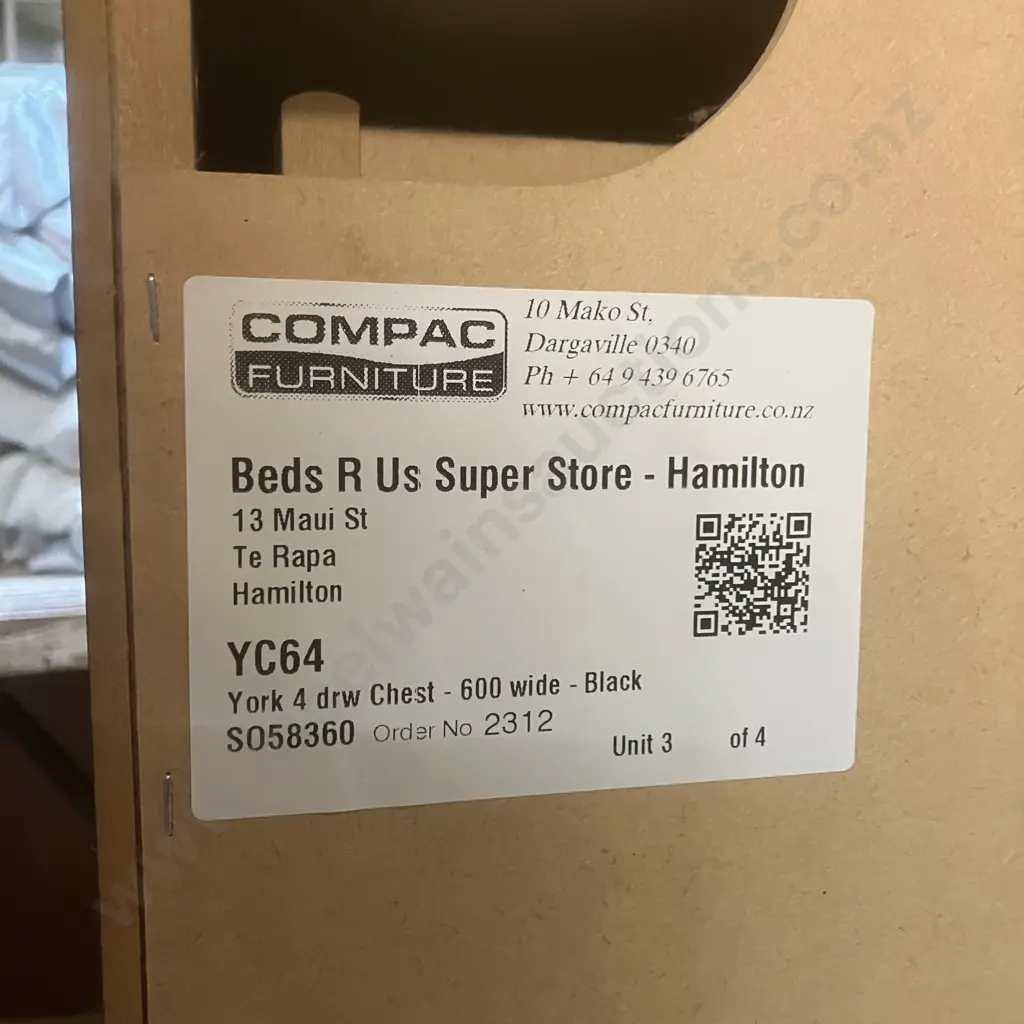 COMPAC
FURNITURE
10 Mako St,
Dargaville 0340
Ph + 64 9 439 6765
www.compacfurniture.co.nz
Beds R Us Super Store - Hamilton
13 Maui St
Te Rapa
Hamilton
YC64
York 4 drw Chest - 600 wide - Black
SO58360 Order No 2312
Unit 3 of 4